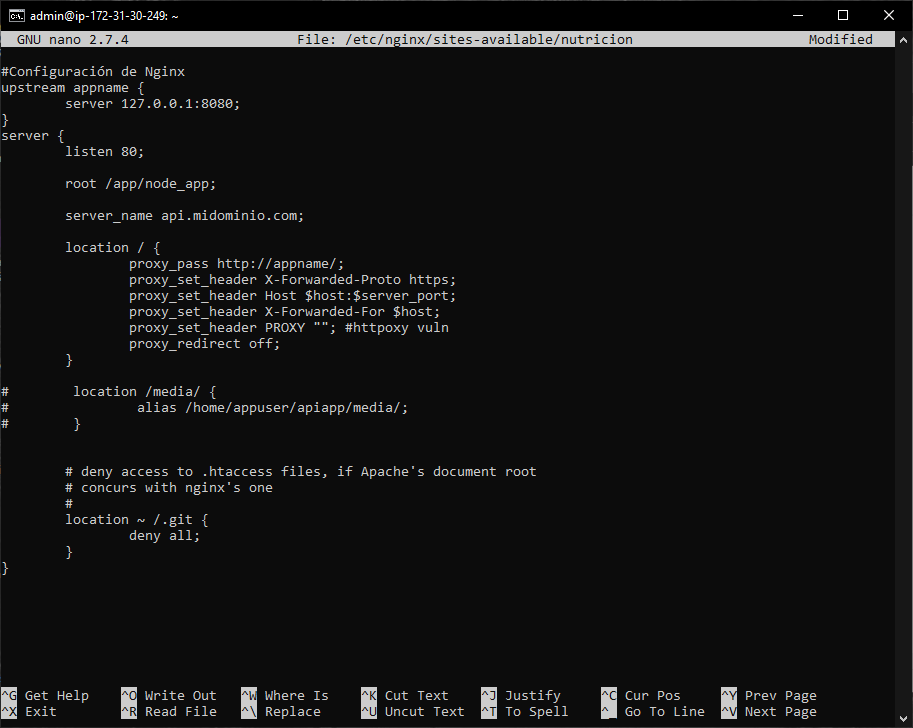 admin@ip-172-31-30-249: ~
GNU nano 2.7.4 File: /etc/nginx/sites-available/nutricion Modified
#Configuración de Nginx
upstream appname {
server 127.0.0.1:8080;
}
server {
listen 80;
root /app/node_app;
server_name api.midominio.com;
location / {
proxy_pass http://appname/;
proxy_set_header X-Forwarded-Proto https;
proxy_set_header Host $host:$server_port;
proxy_set_header X-Forwarded-For $host;
proxy_set_header PROXY ""; #httpoxy vuln
proxy_redirect off;
}
# location /media/ {
# alias /home/appuser/apiapp/media/;
# }
# deny access to .htaccess files, if Apache's document root
# concurs with nginx's one
#
location ~ /.git {
deny all;
}
}
^G Get Help ^O Write Out ^W Where Is ^K Cut Text ^J Justify ^C Cur Pos ^Y Prev Page
^X Exit ^R Read File ^\ Replace ^U Uncut Text ^T To Spell ^_ Go To Line ^V Next Page